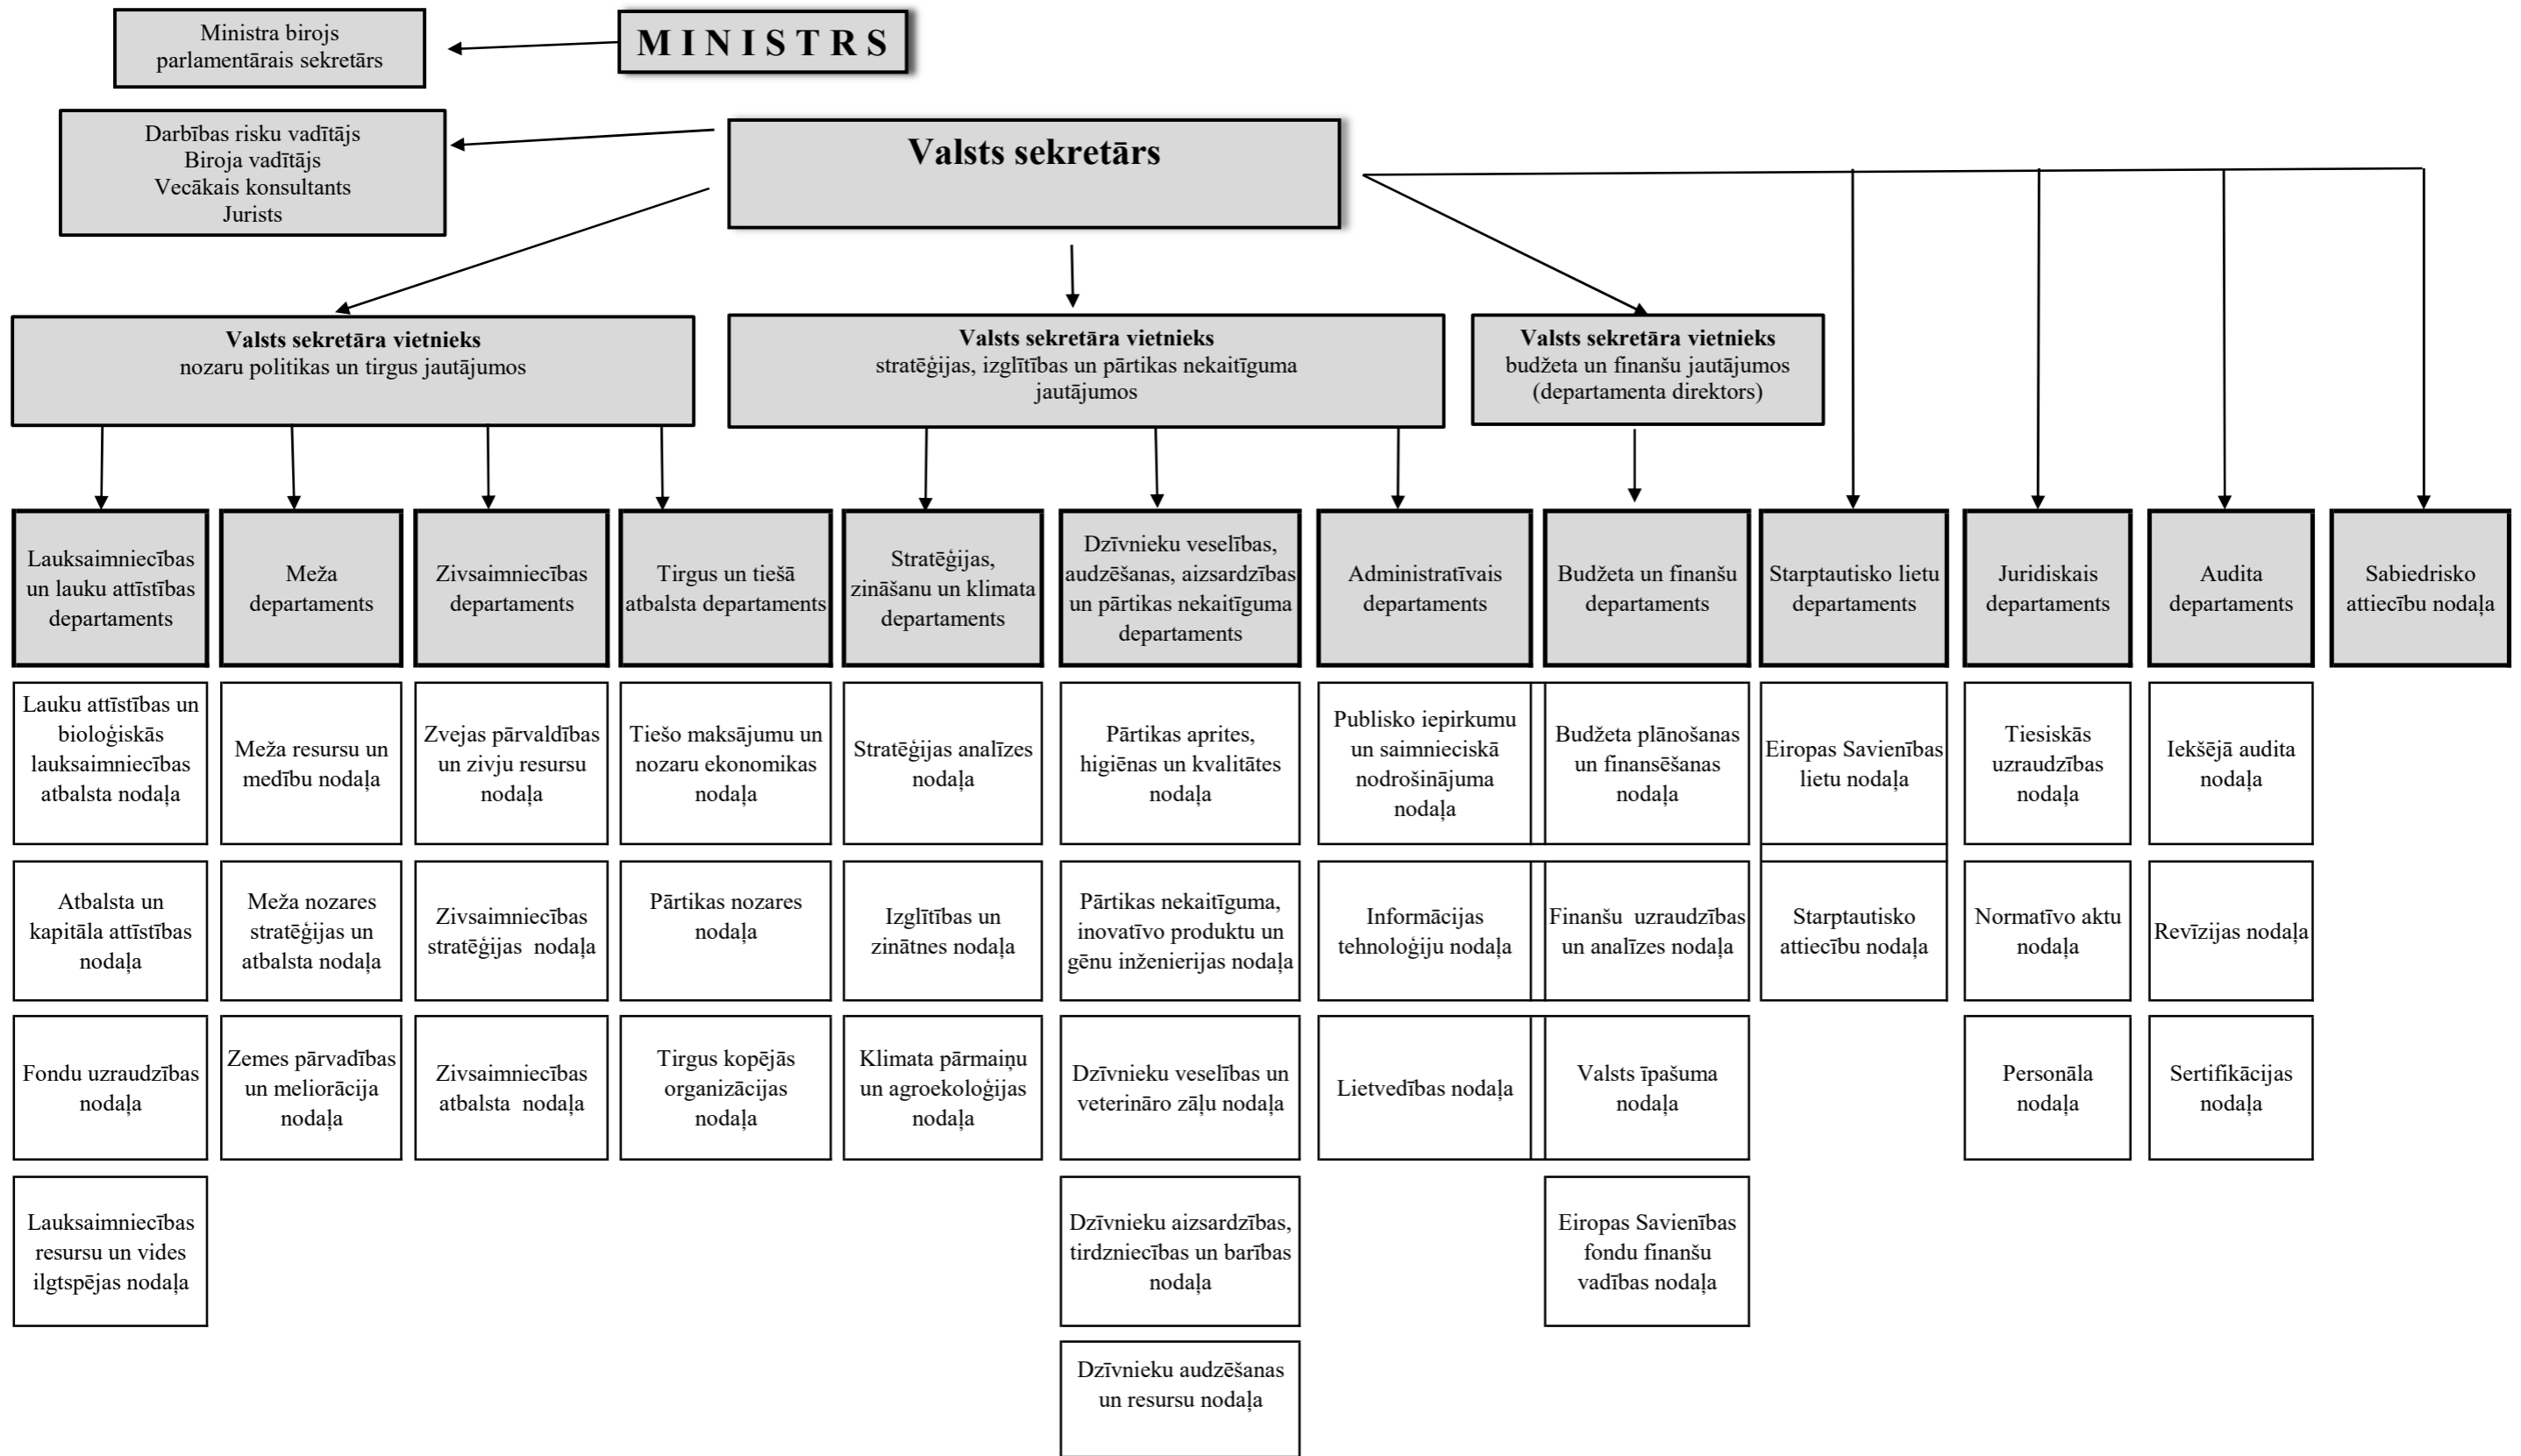 Ministra birojs
parlamentārais sekretārs
M I N I S T R S
Darbības risku vadītājs
Biroja vadītājs
Vecākais konsultants
Jurists
Valsts sekretārs
Valsts sekretāra vietnieks
nozaru politikas un tirgus jautājumos
Valsts sekretāra vietnieks
stratēģijas, izglītības un pārtikas nekaitīguma
jautājumos
Valsts sekretāra vietnieks
budžeta un finanšu jautājumos
(departamenta direktors)
Lauksaimniecības
un lauku attīstības
departaments
Meža
departaments
Zivsaimniecības
departaments
Tirgus un tiešā
atbalsta departaments
Stratēģijas,
zināšanu un klimata
departaments
Dzīvnieku veselības,
audzēšanas, aizsardzības
un pārtikas nekaitīguma
departaments
Administratīvais
departaments
Budžeta un finanšu
departaments
Starptautisko lietu
departaments
Juridiskais
departaments
Audita
departaments
Sabiedrisko
attiecību nodaļa
Lauku attīstības un
bioloģiskās
lauksaimniecības
atbalsta nodaļa
Meža resursu un
medību nodaļa
Zvejas pārvaldības
un zivju resursu
nodaļa
Tiešo maksājumu un
nozaru ekonomikas
nodaļa
Stratēģijas analīzes
nodaļa
Pārtikas aprites,
higiēnas un kvalitātes
nodaļa
Publisko iepirkumu
un saimnieciskā
nodrošinājuma
nodaļa
Budžeta plānošanas
un finansēšanas
nodaļa
Eiropas Savienības
lietu nodaļa
Tiesiskās
uzraudzības
nodaļa
Iekšējā audita
nodaļa
Atbalsta un
kapitāla attīstības
nodaļa
Meža nozares
stratēģijas un
atbalsta nodaļa
Zivsaimniecības
stratēģijas nodaļa
Pārtikas nozares
nodaļa
Izglītības un
zinātnes nodaļa
Pārtikas nekaitīguma,
inovatīvo produktu un
gēnu inženierijas nodaļa
Informācijas
tehnoloģiju nodaļa
Finanšu uzraudzības
un analīzes nodaļa
Starptautisko
attiecību nodaļa
Normatīvo aktu
nodaļa
Revīzijas nodaļa
Fondu uzraudzības
nodaļa
Zemes pārvadības
un meliorācija
nodaļa
Zivsaimniecības
atbalsta nodaļa
Tirgus kopējās
organizācijas
nodaļa
Klimata pārmaiņu
un agroekoloģijas
nodaļa
Dzīvnieku veselības un
veterināro zāļu nodaļa
Lietvedības nodaļa
Valsts īpašuma
nodaļa
Personāla
nodaļa
Sertifikācijas
nodaļa
Lauksaimniecības
resursu un vides
ilgtspējas nodaļa
Dzīvnieku aizsardzības,
tirdzniecības un barības
nodaļa
Eiropas Savienības
fondu finanšu
vadības nodaļa
Dzīvnieku audzēšanas
un resursu nodaļa